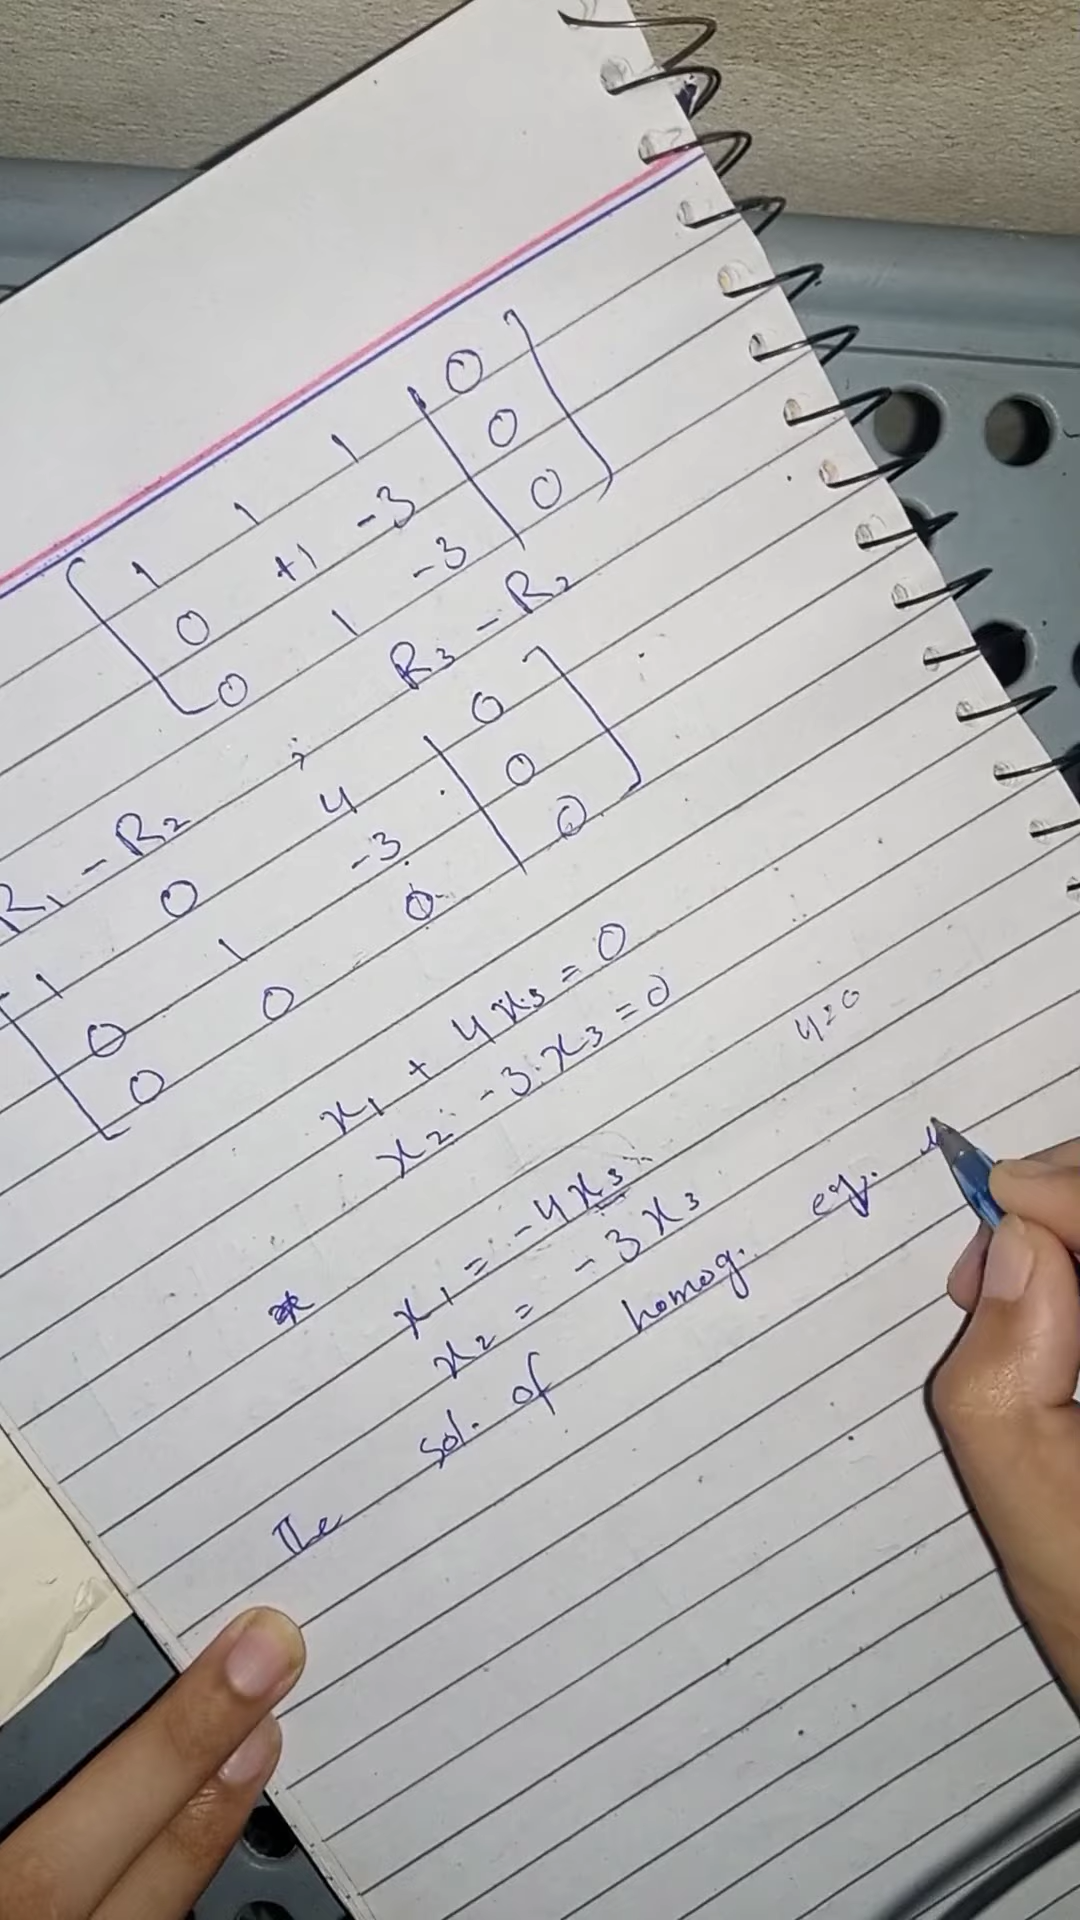 1 1 1 | 0
0 +1 -3 | 0
0 1 -3 | 0
R1 - R2 ; R3 - R2
1 0 4 | 0
0 1 -3 | 0
0 0 0 | 0
x1 + 4x3 = 0
x2 - 3x3 = 0
x1 = -4x3
x2 = -3x3
The sol. of homog. eq.